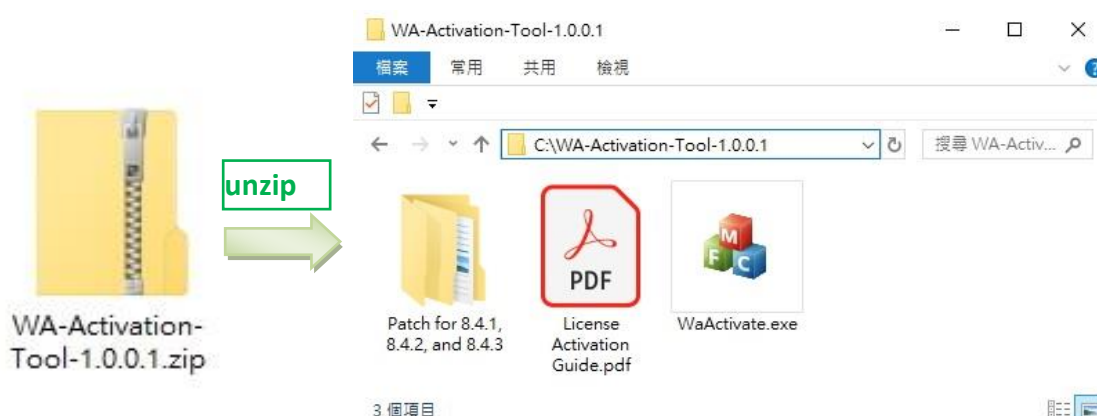 WA-Activation-Tool-1.0.0.1
檔案 常用 共用 檢視
C:\WA-Activation-Tool-1.0.0.1
搜尋 WA-Activ...
unzip
PDF
M
F C
WA-Activation-
Tool-1.0.0.1.zip
Patch for 8.4.1,
8.4.2, and 8.4.3
License
Activation
Guide.pdf
WaActivate.exe
3 個項目